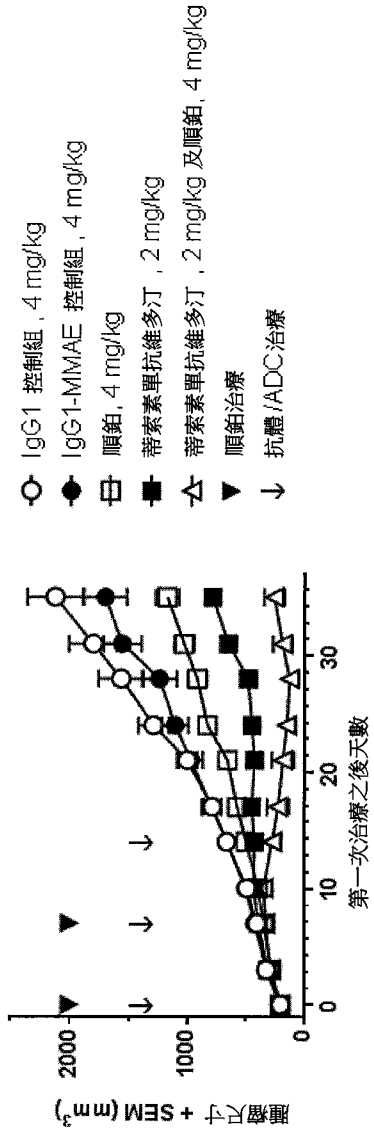 IgG1 控制組, 4 mg/kg
IgG1-MMAE 控制組, 4 mg/kg
順鉑, 4 mg/kg
蒂索素單抗維多汀, 2 mg/kg
蒂索素單抗維多汀, 2 mg/kg 及順鉑, 4 mg/kg
順鉑治療
抗體/ADC治療
腫瘤尺寸
+ SEM (mm³)
2000
1000
0
0
10
20
30
第一次治療之後天數